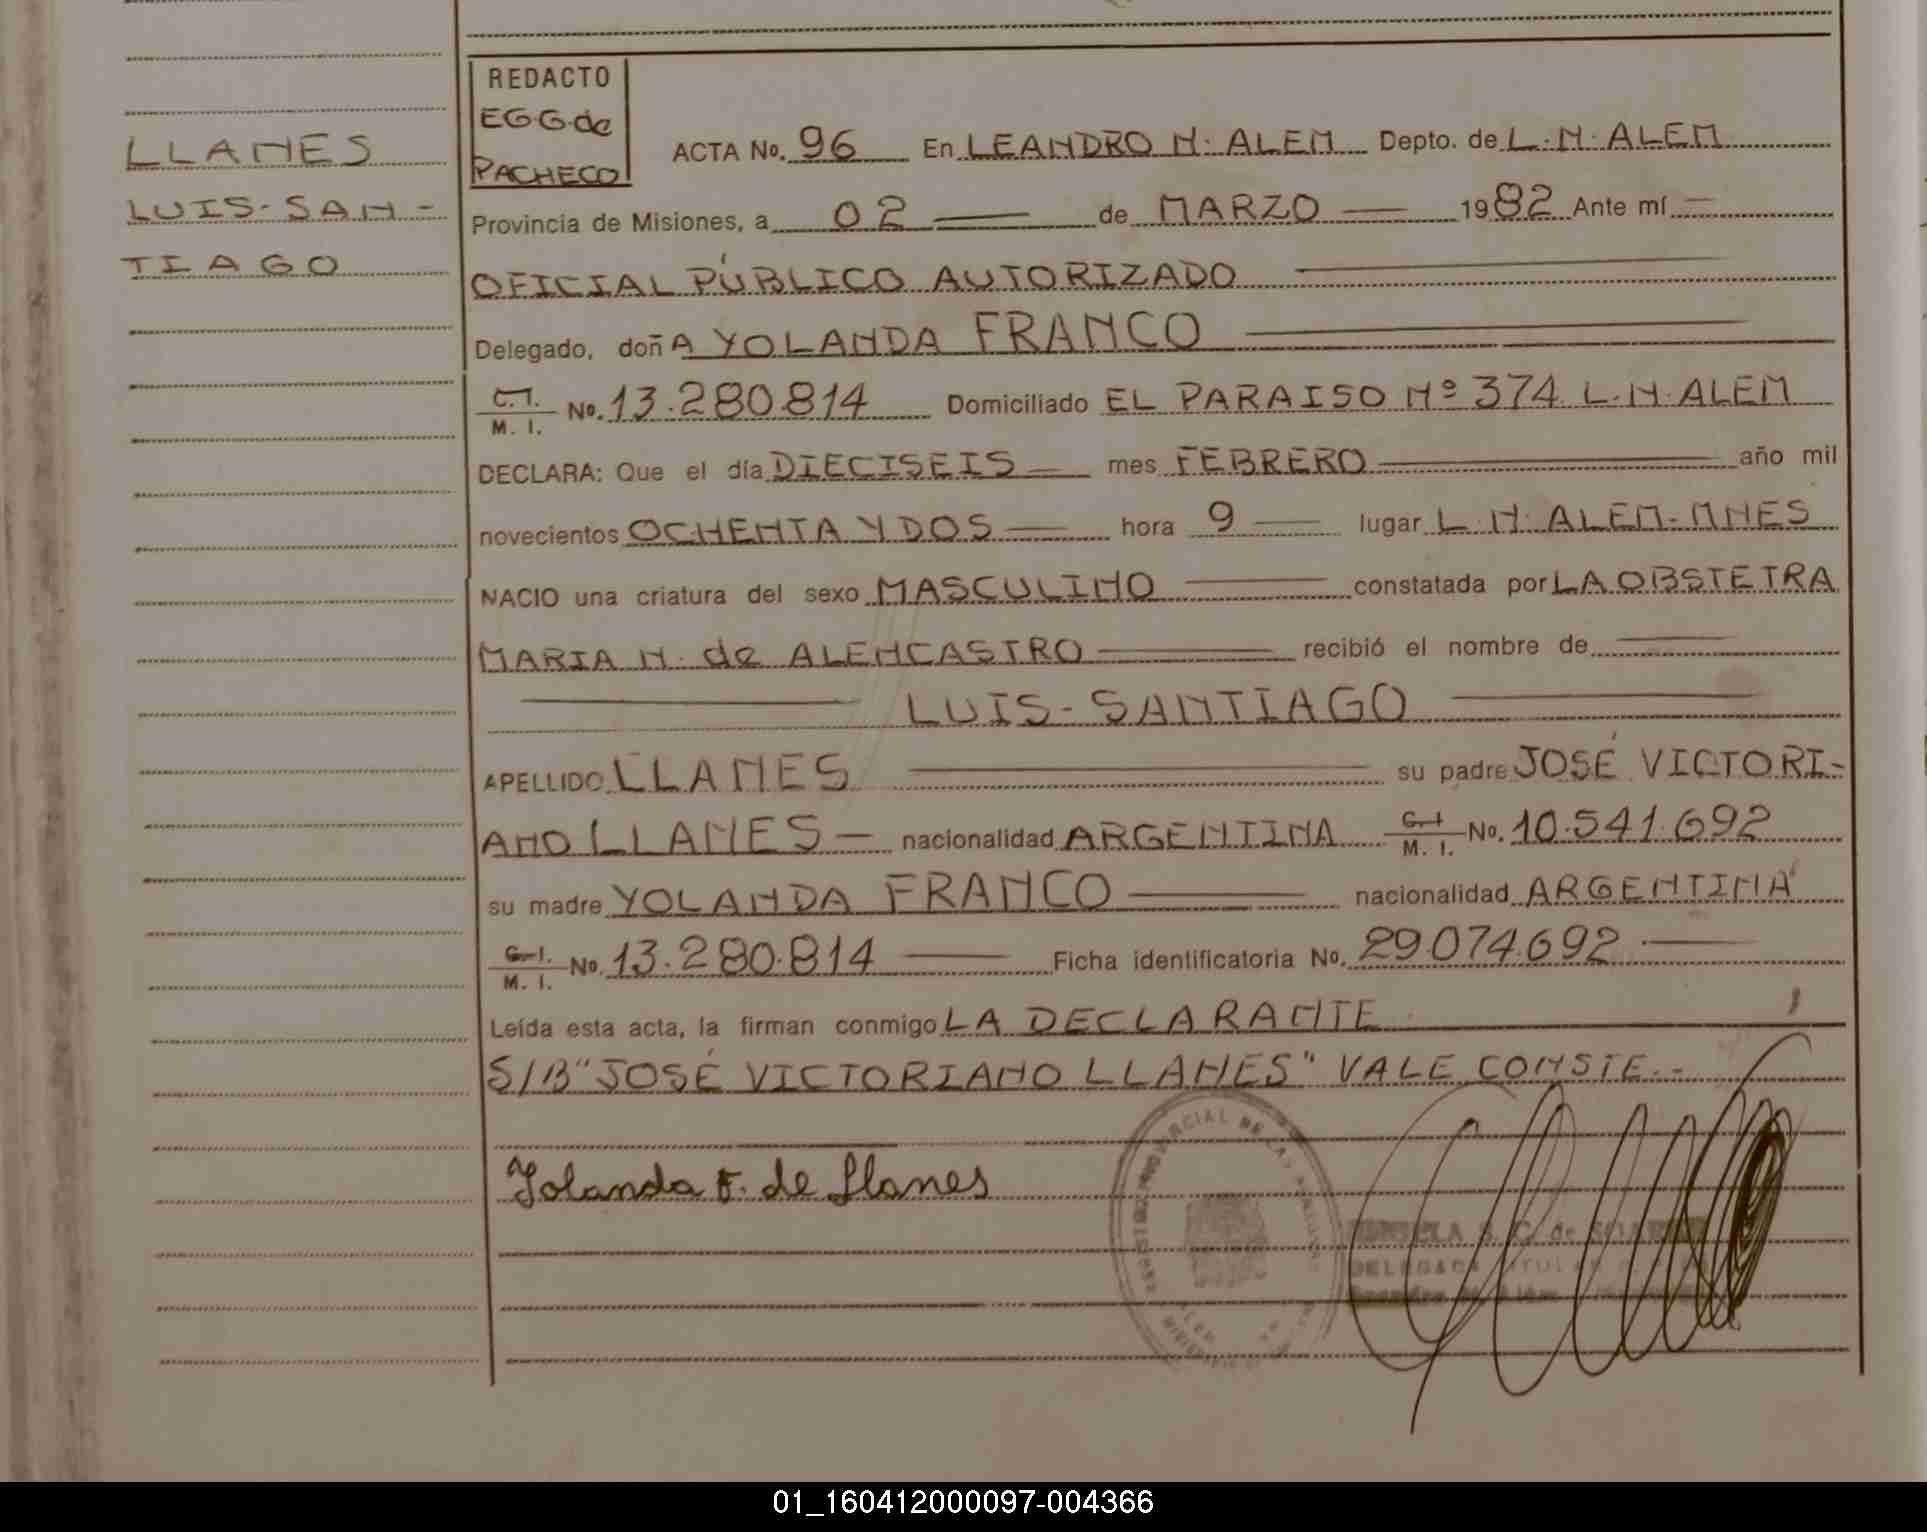 REDACTO
EGG de
PACHECO
LLANES
LUIS-SAN-
TIAGO
ACTA No. 96 En LEANDRO N. ALEM Depto. de L. N. ALEM
Provincia de Misiones, a 02 de MARZO 1982 Ante mí
OFICIAL PÚBLICO AUTORIZADO
Delegado, doñA YOLANDA FRANCO
C.I. / M. I. No. 13.280.814 Domiciliado EL PARAISO Nº 374 L. N. ALEM
DECLARA: Que el día DIECISEIS mes FEBRERO año mil
novecientos OCHENTA Y DOS hora 9 lugar L. N. ALEM-MNES
NACIO una criatura del sexo MASCULINO constatada por LA OBSTETRA
MARIA N. de ALENCASTRO recibió el nombre de
LUIS-SANTIAGO
APELLIDO LLANES su padre JOSÉ VICTORI-
ANO LLANES nacionalidad ARGENTINA C.I / M. I. No. 10.541.692
su madre YOLANDA FRANCO nacionalidad ARGENTINA
C.I. / M. I. No. 13.280.814 Ficha identificatoria No. 29.074.692
Leída esta acta, la firman conmigo LA DECLARANTE
S/B "JOSÉ VICTORIANO LLANES" VALE CONSTE.-
Yolanda F. de Llanes
01_160412000097-004366